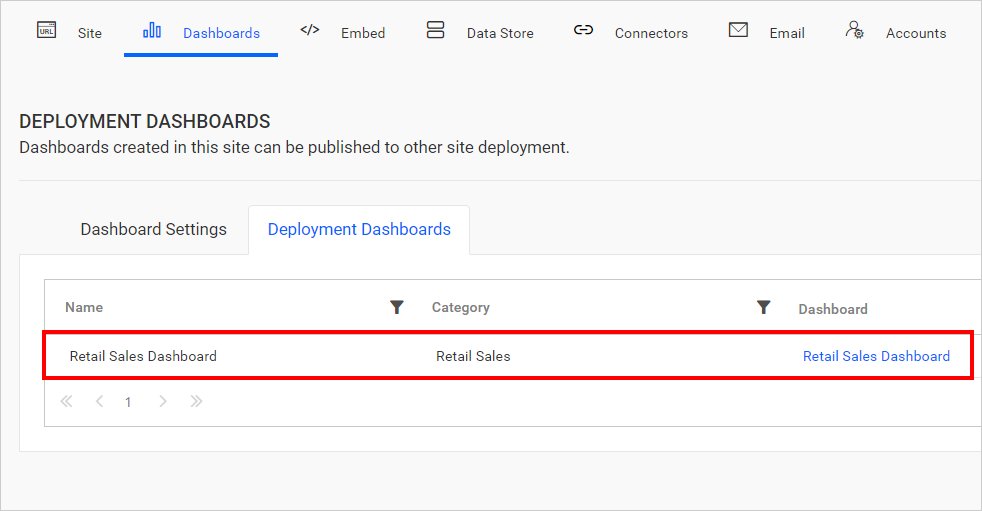 URL Site Dashboards </> Embed Data Store Connectors Email Accounts
DEPLOYMENT DASHBOARDS
Dashboards created in this site can be published to other site deployment.
Dashboard Settings Deployment Dashboards
Name Category Dashboard
Retail Sales Dashboard Retail Sales Retail Sales Dashboard
1